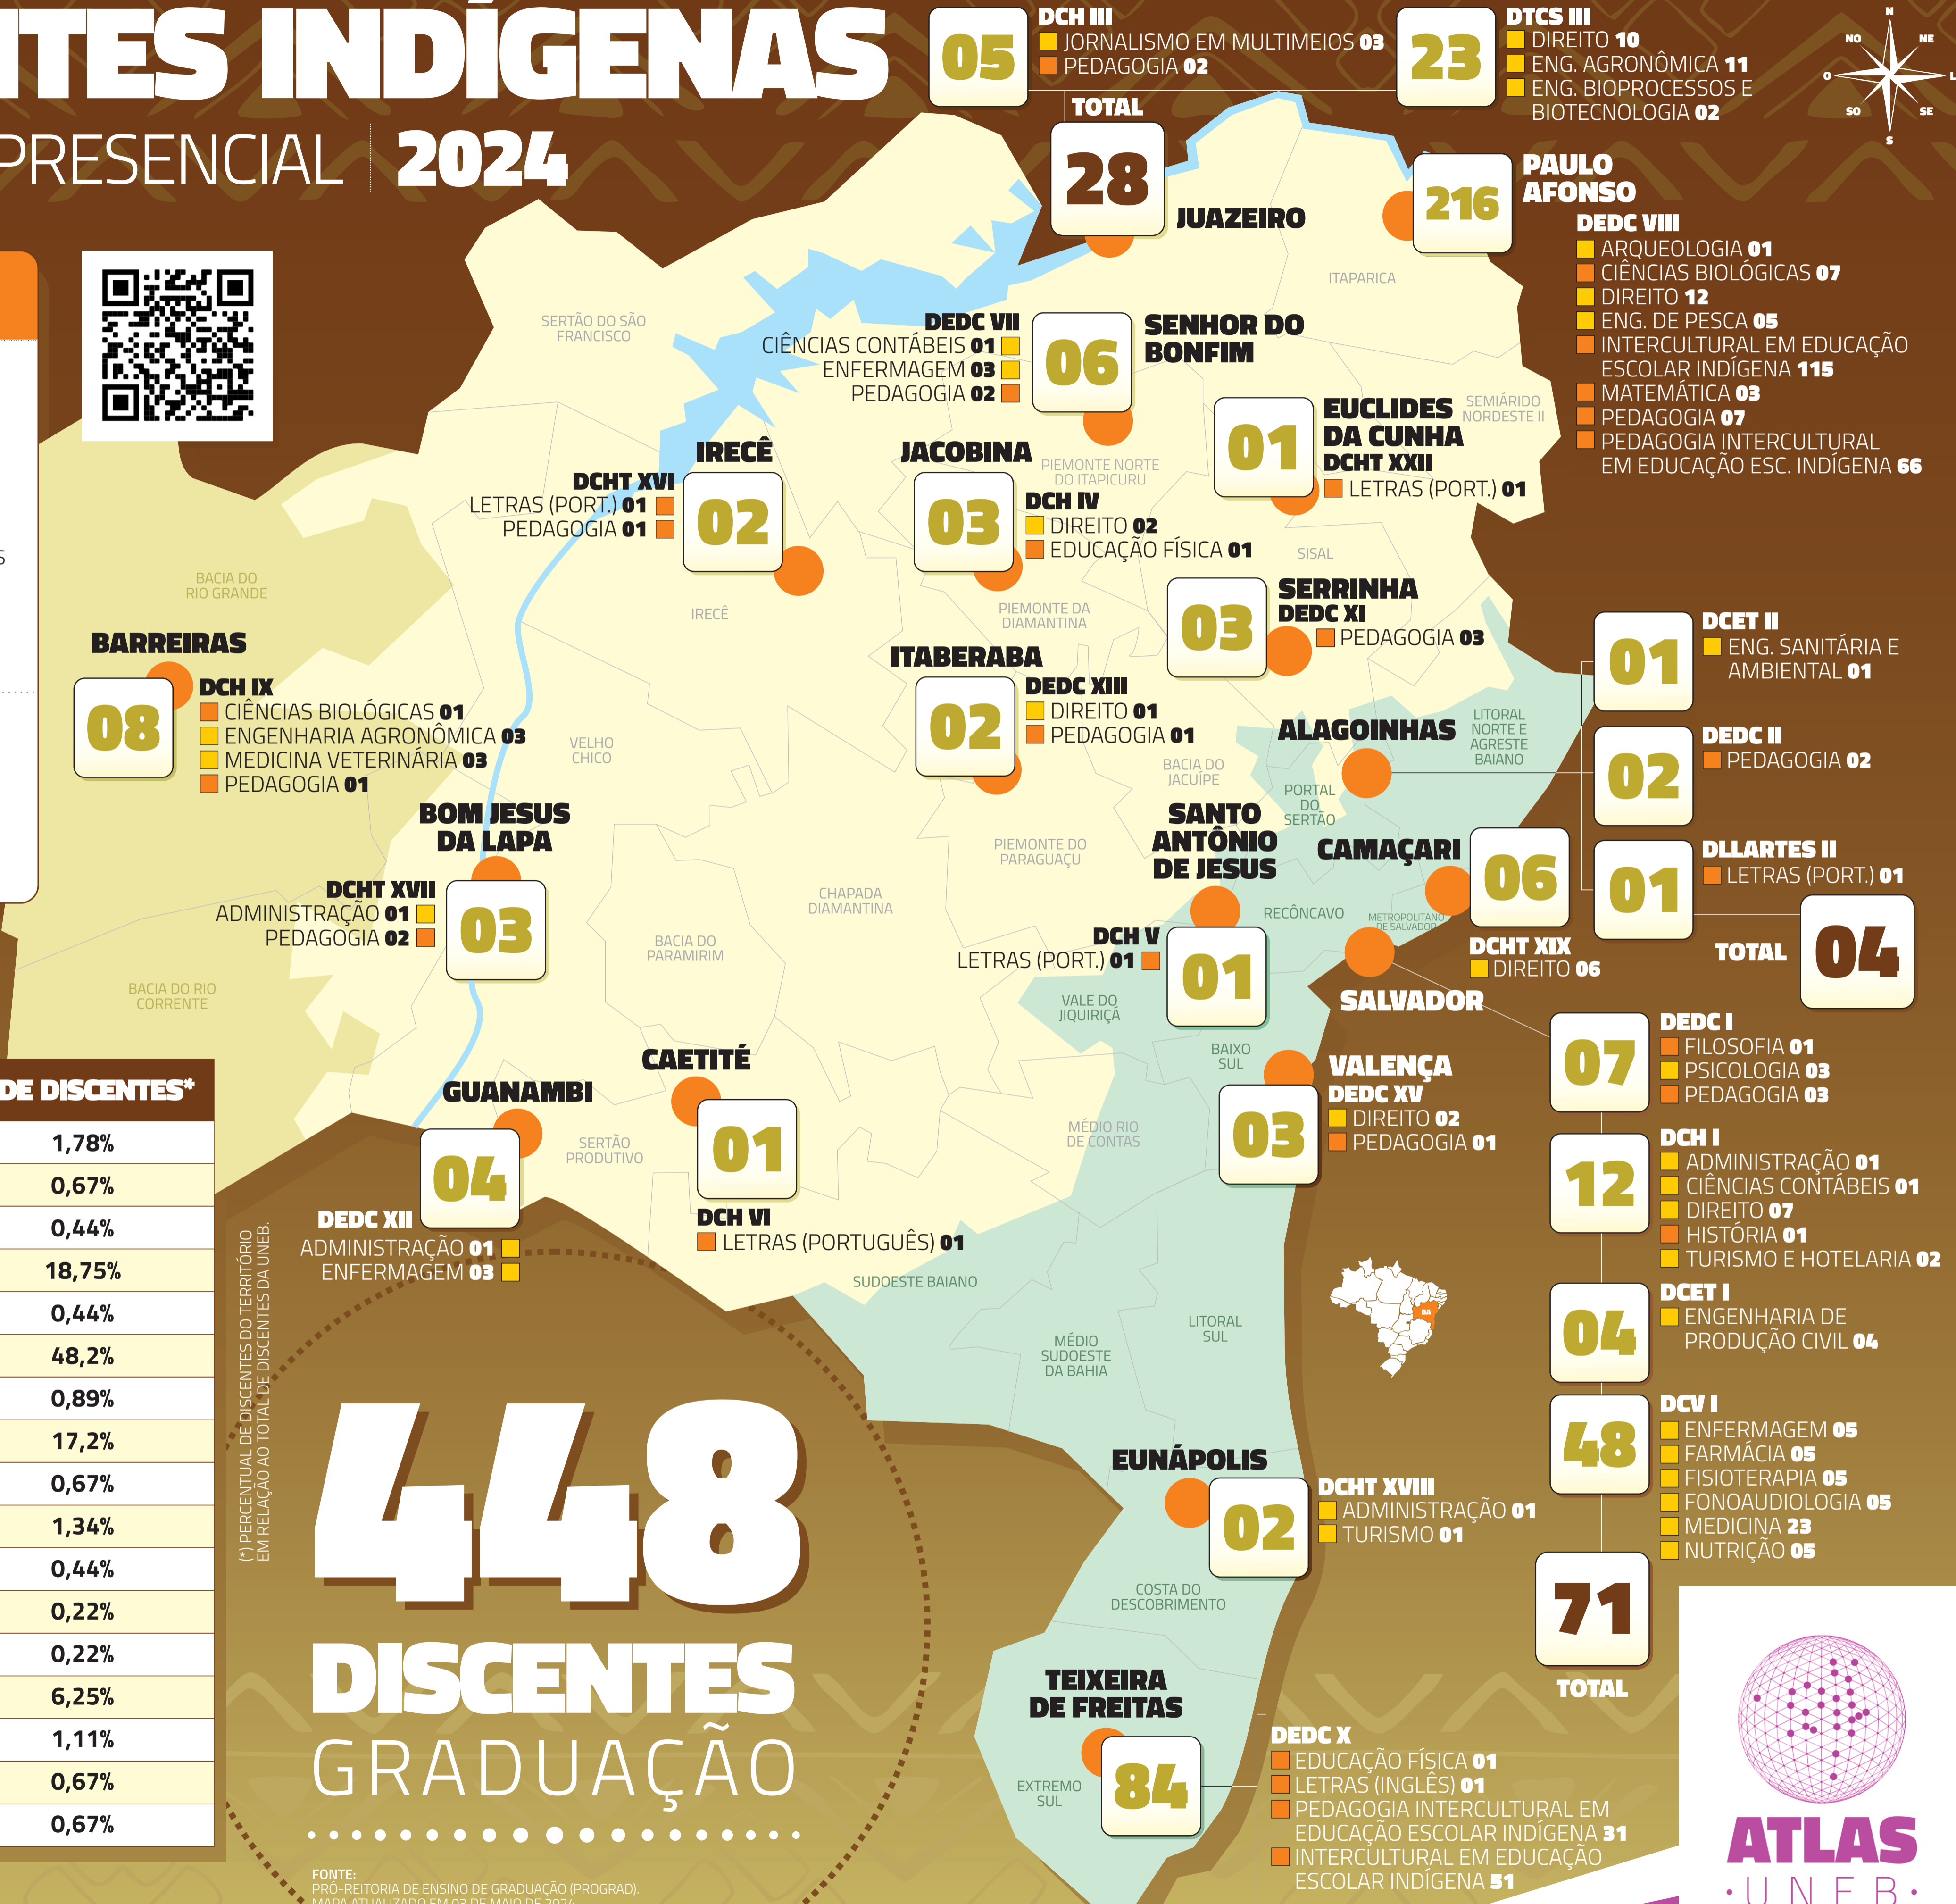 TES INDÍGENAS
PRESENCIAL 2024
05
DCH III
JORNALISMO EM MULTIMEIOS 03
PEDAGOGIA 02
23
DTCS III
DIREITO 10
ENG. AGRONÔMICA 11
ENG. BIOPROCESSOS E
BIOTECNOLOGIA 02
TOTAL
28
JUAZEIRO
N
NE
L
SE
S
SO
O
NO
216
PAULO
AFONSO
DEDC VIII
ARQUEOLOGIA 01
CIÊNCIAS BIOLÓGICAS 07
DIREITO 12
ENG. DE PESCA 05
INTERCULTURAL EM EDUCAÇÃO
ESCOLAR INDÍGENA 115
MATEMÁTICA 03
PEDAGOGIA 07
PEDAGOGIA INTERCULTURAL
EM EDUCAÇÃO ESC. INDÍGENA 66
ITAPARICA
SERTÃO DO SÃO
FRANCISCO
DEDC VII
CIÊNCIAS CONTÁBEIS 01
ENFERMAGEM 03
PEDAGOGIA 02
06
SENHOR DO
BONFIM
SEMIÁRIDO
NORDESTE II
01
EUCLIDES
DA CUNHA
DCHT XXII
LETRAS (PORT.) 01
IRECÊ
DCHT XVI
LETRAS (PORT.) 01
PEDAGOGIA 01
02
JACOBINA
03
DCH IV
DIREITO 02
EDUCAÇÃO FÍSICA 01
PIEMONTE NORTE
DO ITAPICURU
SISAL
BACIA DO
RIO GRANDE
IRECÊ
PIEMONTE DA
DIAMANTINA
03
SERRINHA
DEDC XI
PEDAGOGIA 03
BARREIRAS
08
DCH IX
CIÊNCIAS BIOLÓGICAS 01
ENGENHARIA AGRONÔMICA 03
MEDICINA VETERINÁRIA 03
PEDAGOGIA 01
ITABERABA
02
DEDC XIII
DIREITO 01
PEDAGOGIA 01
VELHO
CHICO
BACIA DO
JACUÍPE
ALAGOINHAS
LITORAL
NORTE E
AGRESTE
BAIANO
PORTAL
DO
SERTÃO
01
DCET II
ENG. SANITÁRIA E
AMBIENTAL 01
02
DEDC II
PEDAGOGIA 02
01
DLLARTES II
LETRAS (PORT.) 01
TOTAL
04
BOM JESUS
DA LAPA
DCHT XVII
ADMINISTRAÇÃO 01
PEDAGOGIA 02
03
PIEMONTE DO
PARAGUAÇU
CHAPADA
DIAMANTINA
BACIA DO
PARAMIRIM
SANTO
ANTÔNIO
DE JESUS
DCH V
LETRAS (PORT.) 01
01
CAMAÇARI
06
DCHT XIX
DIREITO 06
RECÔNCAVO
METROPOLITANO
DE SALVADOR
SALVADOR
BACIA DO RIO
CORRENTE
VALE DO
JIQUIRIÇÁ
BAIXO
SUL
07
DEDC I
FILOSOFIA 01
PSICOLOGIA 03
PEDAGOGIA 03
12
DCH I
ADMINISTRAÇÃO 01
CIÊNCIAS CONTÁBEIS 01
DIREITO 07
HISTÓRIA 01
TURISMO E HOTELARIA 02
04
DCET I
ENGENHARIA DE
PRODUÇÃO CIVIL 04
48
DCV I
ENFERMAGEM 05
FARMÁCIA 05
FISIOTERAPIA 05
FONOAUDIOLOGIA 05
MEDICINA 23
NUTRIÇÃO 05
71
TOTAL
CAETITÉ
01
DCH VI
LETRAS (PORTUGUÊS) 01
GUANAMBI
04
DEDC XII
ADMINISTRAÇÃO 01
ENFERMAGEM 03
SERTÃO
PRODUTIVO
MÉDIO RIO
DE CONTAS
VALENÇA
DEDC XV
DIREITO 02
PEDAGOGIA 01
03
SUDOESTE BAIANO
MÉDIO
SUDOESTE
DA BAHIA
LITORAL
SUL
BA
EUNÁPOLIS
02
DCHT XVIII
ADMINISTRAÇÃO 01
TURISMO 01
COSTA DO
DESCOBRIMENTO
TEIXEIRA
DE FREITAS
84
EXTREMO
SUL
DEDC X
EDUCAÇÃO FÍSICA 01
LETRAS (INGLÊS) 01
PEDAGOGIA INTERCULTURAL EM
EDUCAÇÃO ESCOLAR INDÍGENA 31
INTERCULTURAL EM EDUCAÇÃO
ESCOLAR INDÍGENA 51
S
DE DISCENTES*
1,78%
0,67%
0,44%
18,75%
0,44%
48,2%
0,89%
17,2%
0,67%
1,34%
0,44%
0,22%
0,22%
6,25%
1,11%
0,67%
0,67%
(*) PERCENTUAL DE DISCENTES DO TERRITÓRIO
EM RELAÇÃO AO TOTAL DE DISCENTES DA UNEB.
448
DISCENTES
GRADUAÇÃO
FONTE:
PRÓ-REITORIA DE ENSINO DE GRADUAÇÃO (PROGRAD).
MAPA ATUALIZADO EM 03 DE MAIO DE 2024
ATLAS
UNEB